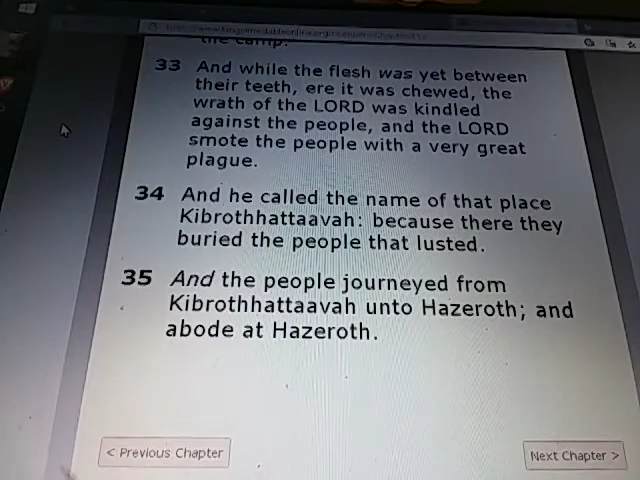 the camp.
33 And while the flesh was yet between
their teeth, ere it was chewed, the
wrath of the LORD was kindled
against the people, and the LORD
smote the people with a very great
plague.
34 And he called the name of that place
Kibrothhattaavah: because there they
buried the people that lusted.
35 And the people journeyed from
Kibrothhattaavah unto Hazeroth; and
abode at Hazeroth.
< Previous Chapter
Next Chapter >